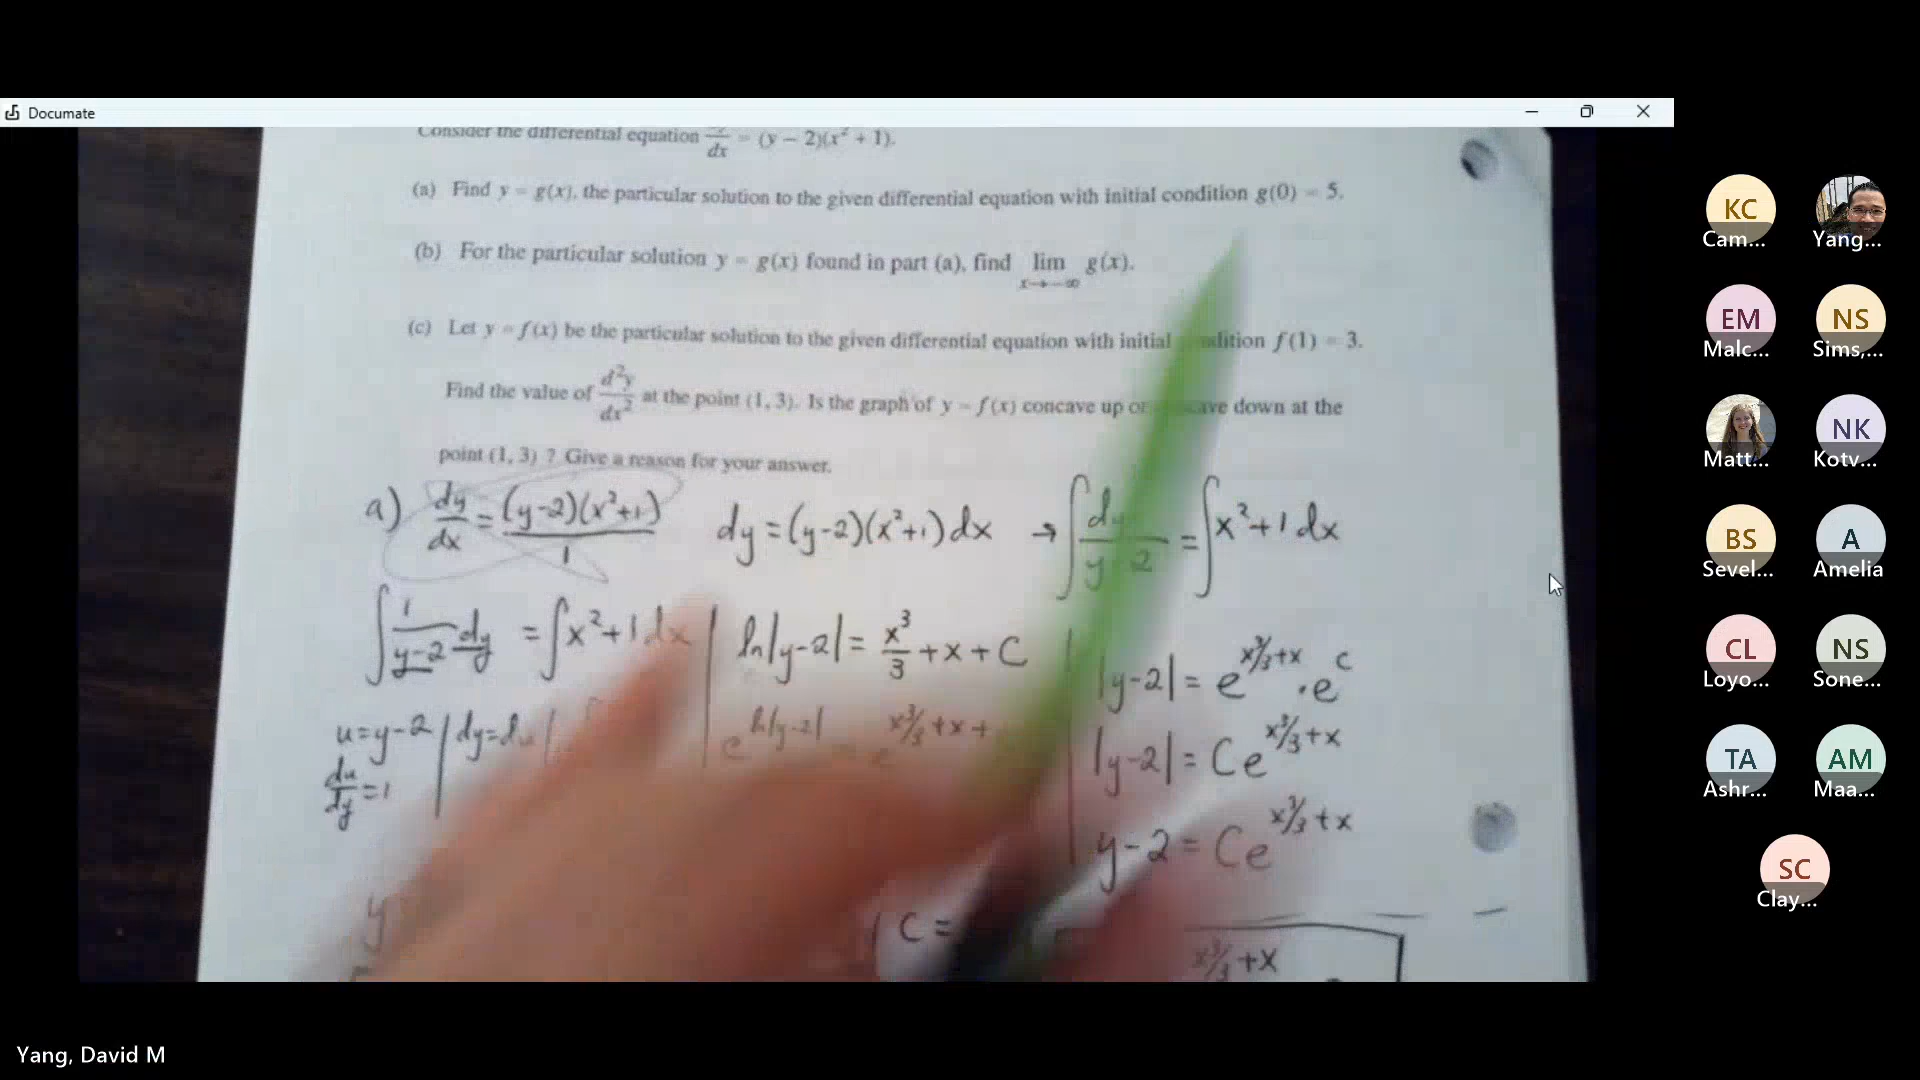 Documate
Consider the differential equation dy/dx = (y − 2)(x² + 1).
(a) Find y = g(x), the particular solution to the given differential equation with initial condition g(0) = 5.
(b) For the particular solution y = g(x) found in part (a), find lim x→−∞ g(x).
(c) Let y = f(x) be the particular solution to the given differential equation with initial condition f(1) = 3.
Find the value of d²y/dx² at the point (1, 3). Is the graph of y = f(x) concave up or concave down at the
point (1, 3) ? Give a reason for your answer.
a) dy/dx = (y-2)(x²+1)/1 dy = (y-2)(x²+1)dx → ∫ dy/y-2 = ∫ x²+1 dx
∫ 1/y-2 dy = ∫ x²+1 dx | ln|y-2| = x³/3 + x + C | |y-2| = e^x³/3+x · e^c
u=y-2 | dy=du | e^ln|y-2| e^x³/3+x+ | |y-2| = Ce^x³/3+x
du/dy = 1
y-2 = Ce^x³/3+x
C =
x³/3+x
KC
Cam...
Yang...
EM
Malc...
NS
Sims,...
Matt...
NK
Kotv...
BS
Sevel...
A
Amelia
CL
Loyo...
NS
Sone...
TA
Ashr...
AM
Maa...
SC
Clay...
Yang, David M